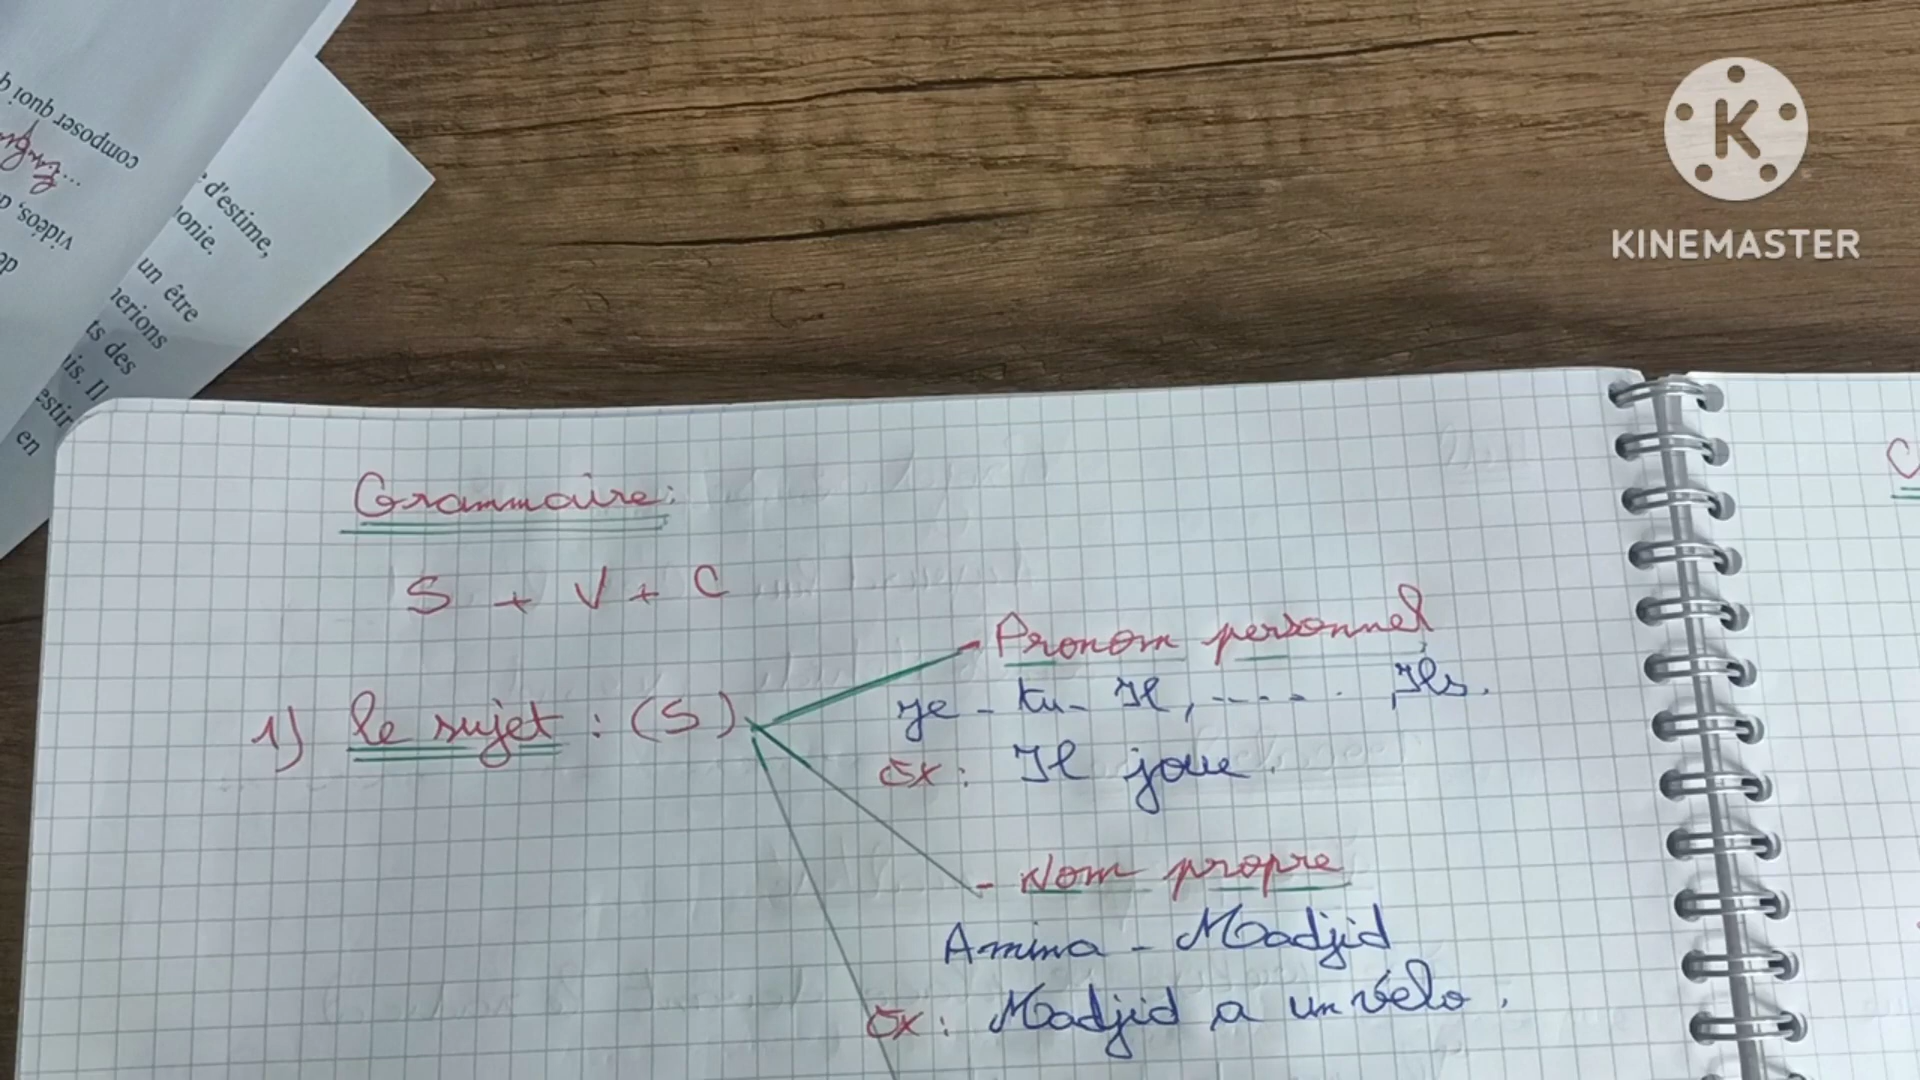 composer quoi
vidéos,
d'estime,
onie.
un être
nerions
ts des
is. Il
estir
en
KINEMASTER
Grammaire:
S + V + C
1) le sujet : (S)
- Pronom personnel
je - tu - Il, ----- . , Ils.
Ex: Il joue.
- Nom propre
Amina - Madjid
Ex: Madjid a un vélo.
C